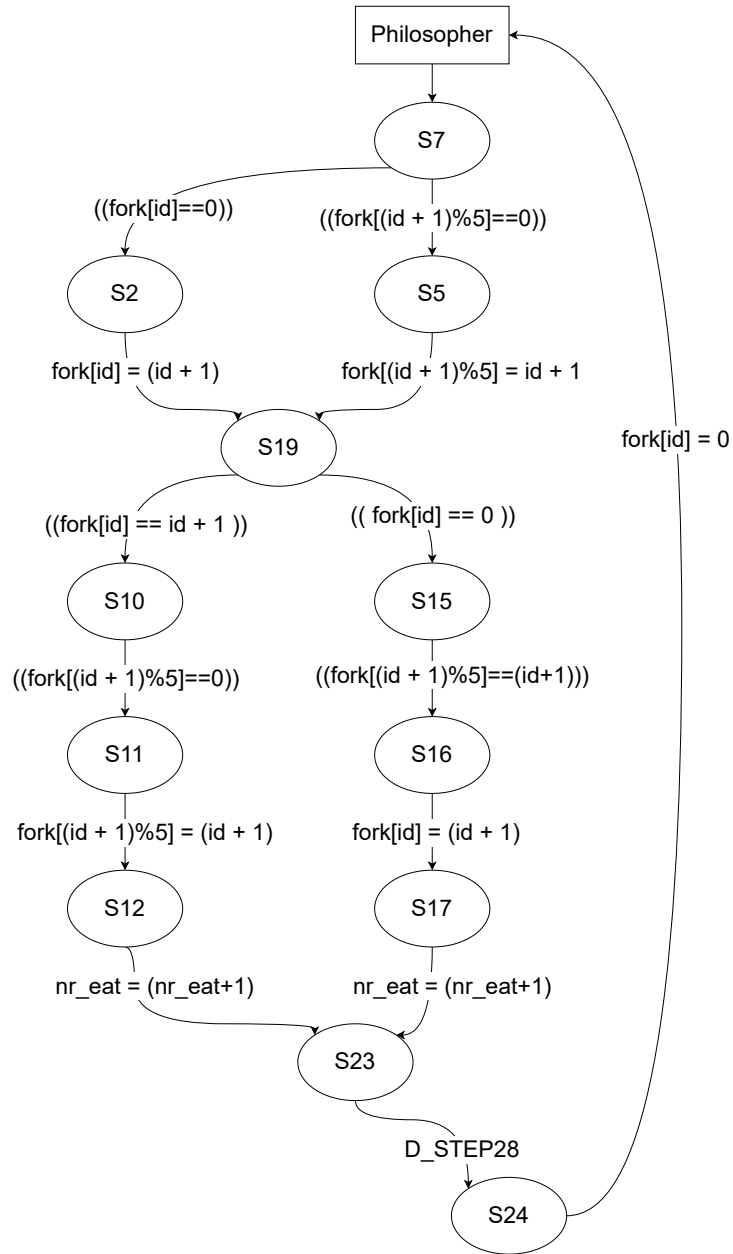 Philosopher
S7
((fork[id]==0))
((fork[(id + 1)%5]==0))
S2
S5
fork[id] = (id + 1)
fork[(id + 1)%5] = id + 1
fork[id] = 0
S19
((fork[id] == id + 1 ))
(( fork[id] == 0 ))
S10
S15
((fork[(id + 1)%5]==0))
((fork[(id + 1)%5]==(id+1)))
S11
S16
fork[(id + 1)%5] = (id + 1)
fork[id] = (id + 1)
S12
S17
nr_eat = (nr_eat+1)
nr_eat = (nr_eat+1)
S23
D_STEP28
S24